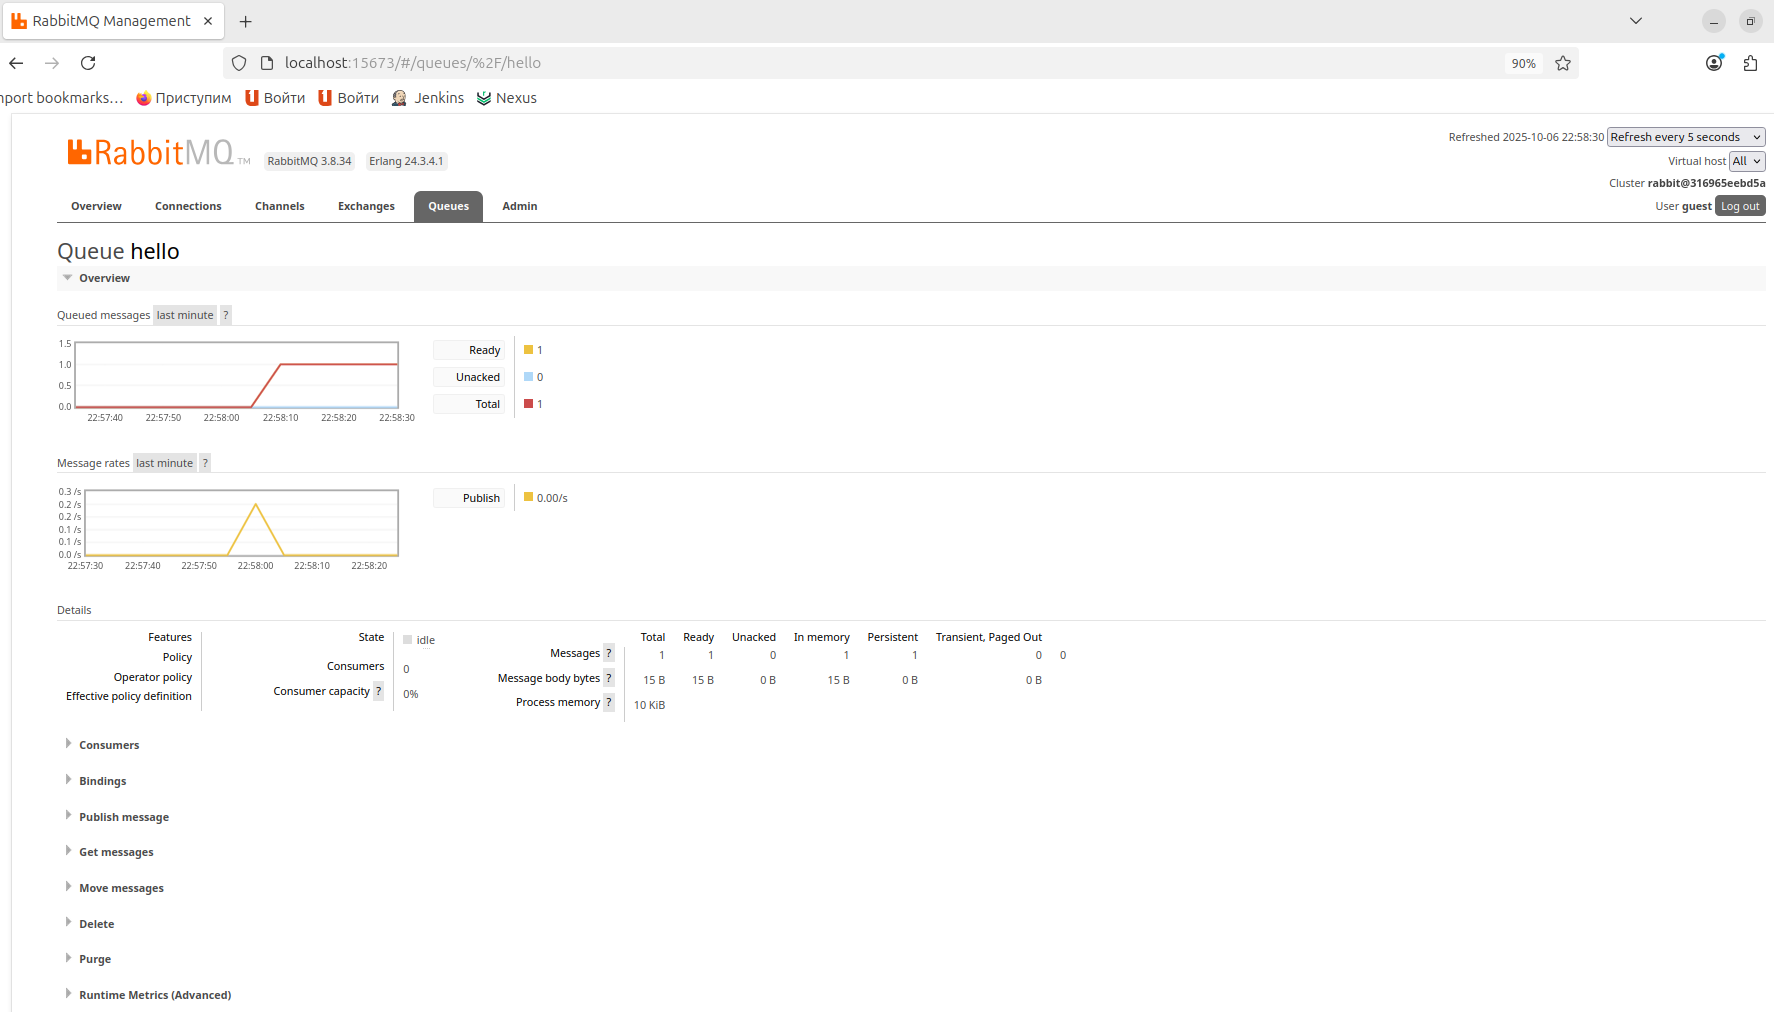 RabbitMQ Management
localhost:15673/#/queues/%2F/hello
90%
nport bookmarks… Приступим Войти Войти Jenkins Nexus
RabbitMQ TM RabbitMQ 3.8.34 Erlang 24.3.4.1
Refreshed 2025-10-06 22:58:30 Refresh every 5 seconds
Virtual host All
Cluster rabbit@316965eebd5a
User guest Log out
Overview Connections Channels Exchanges Queues Admin
Queue hello
Overview
Queued messages last minute ?
1.5
1.0
0.5
0.0
22:57:40 22:57:50 22:58:00 22:58:10 22:58:20 22:58:30
Ready 1
Unacked 0
Total 1
Message rates last minute ?
0.3 /s
0.2 /s
0.2 /s
0.1 /s
0.1 /s
0.0 /s
22:57:30 22:57:40 22:57:50 22:58:00 22:58:10 22:58:20
Publish 0.00/s
Details
Features
Policy
Operator policy
Effective policy definition
State idle
Consumers 0
Consumer capacity ? 0%
Total Ready Unacked In memory Persistent Transient, Paged Out
Messages ? 1 1 0 1 1 0 0
Message body bytes ? 15 B 15 B 0 B 15 B 0 B 0 B
Process memory ? 10 KiB
Consumers
Bindings
Publish message
Get messages
Move messages
Delete
Purge
Runtime Metrics (Advanced)